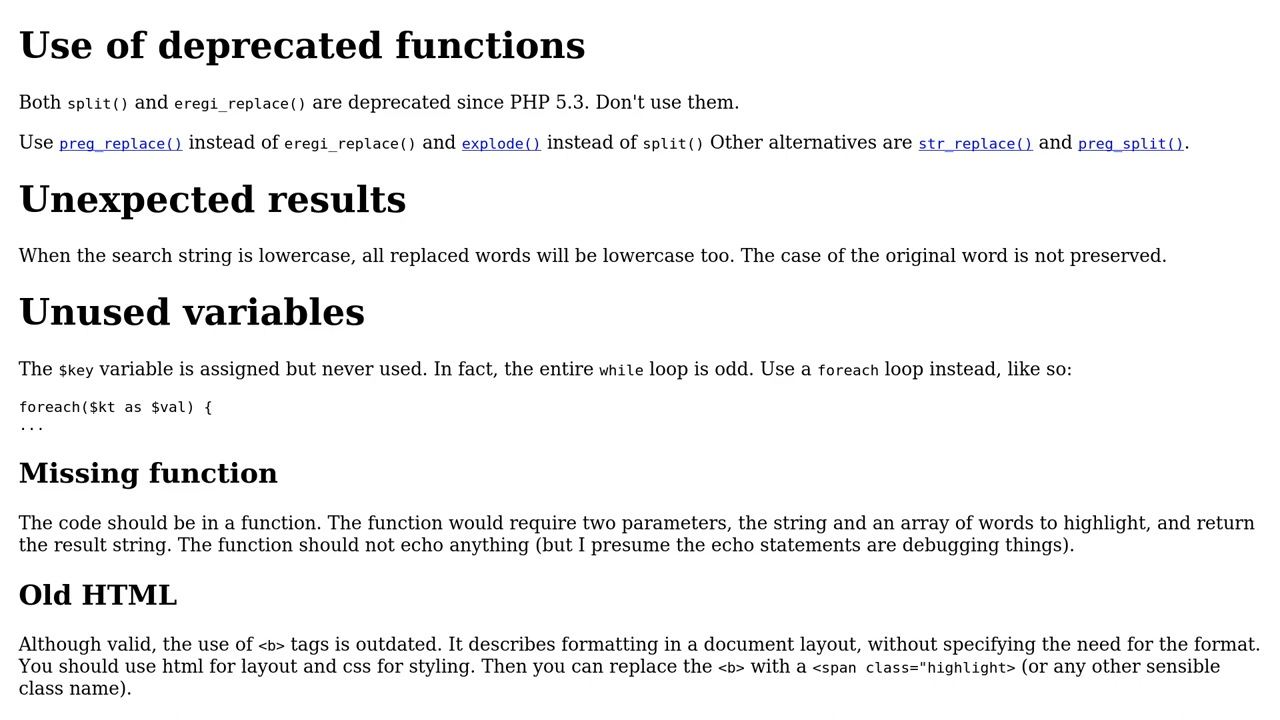 Use of deprecated functions
Both split() and eregi_replace() are deprecated since PHP 5.3. Don't use them.
Use preg_replace() instead of eregi_replace() and explode() instead of split() Other alternatives are str_replace() and preg_split().
Unexpected results
When the search string is lowercase, all replaced words will be lowercase too. The case of the original word is not preserved.
Unused variables
The $key variable is assigned but never used. In fact, the entire while loop is odd. Use a foreach loop instead, like so:
foreach($kt as $val) {
...
Missing function
The code should be in a function. The function would require two parameters, the string and an array of words to highlight, and return
the result string. The function should not echo anything (but I presume the echo statements are debugging things).
Old HTML
Although valid, the use of <b> tags is outdated. It describes formatting in a document layout, without specifying the need for the format.
You should use html for layout and css for styling. Then you can replace the <b> with a <span class="highlight> (or any other sensible
class name).